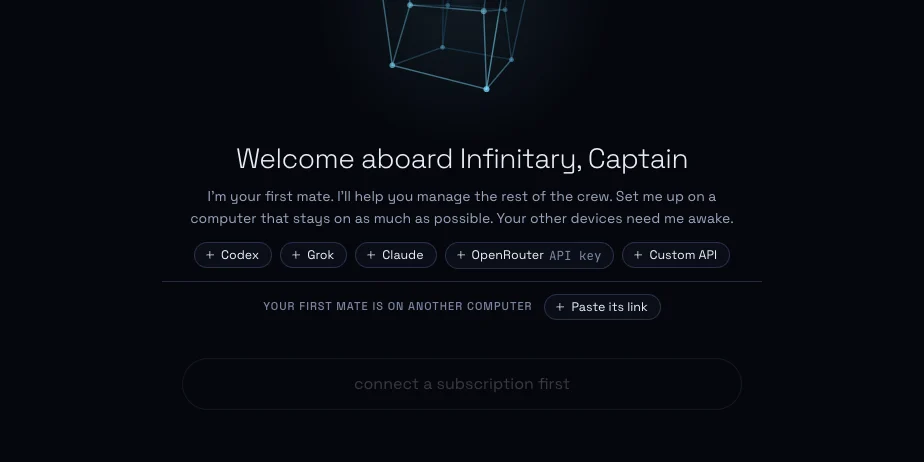 Welcome aboard Infinitary, Captain
I'm your first mate. I'll help you manage the rest of the crew. Set me up on a
computer that stays on as much as possible. Your other devices need me awake.
+ Codex + Grok + Claude + OpenRouter API key + Custom API
YOUR FIRST MATE IS ON ANOTHER COMPUTER + Paste its link
connect a subscription first